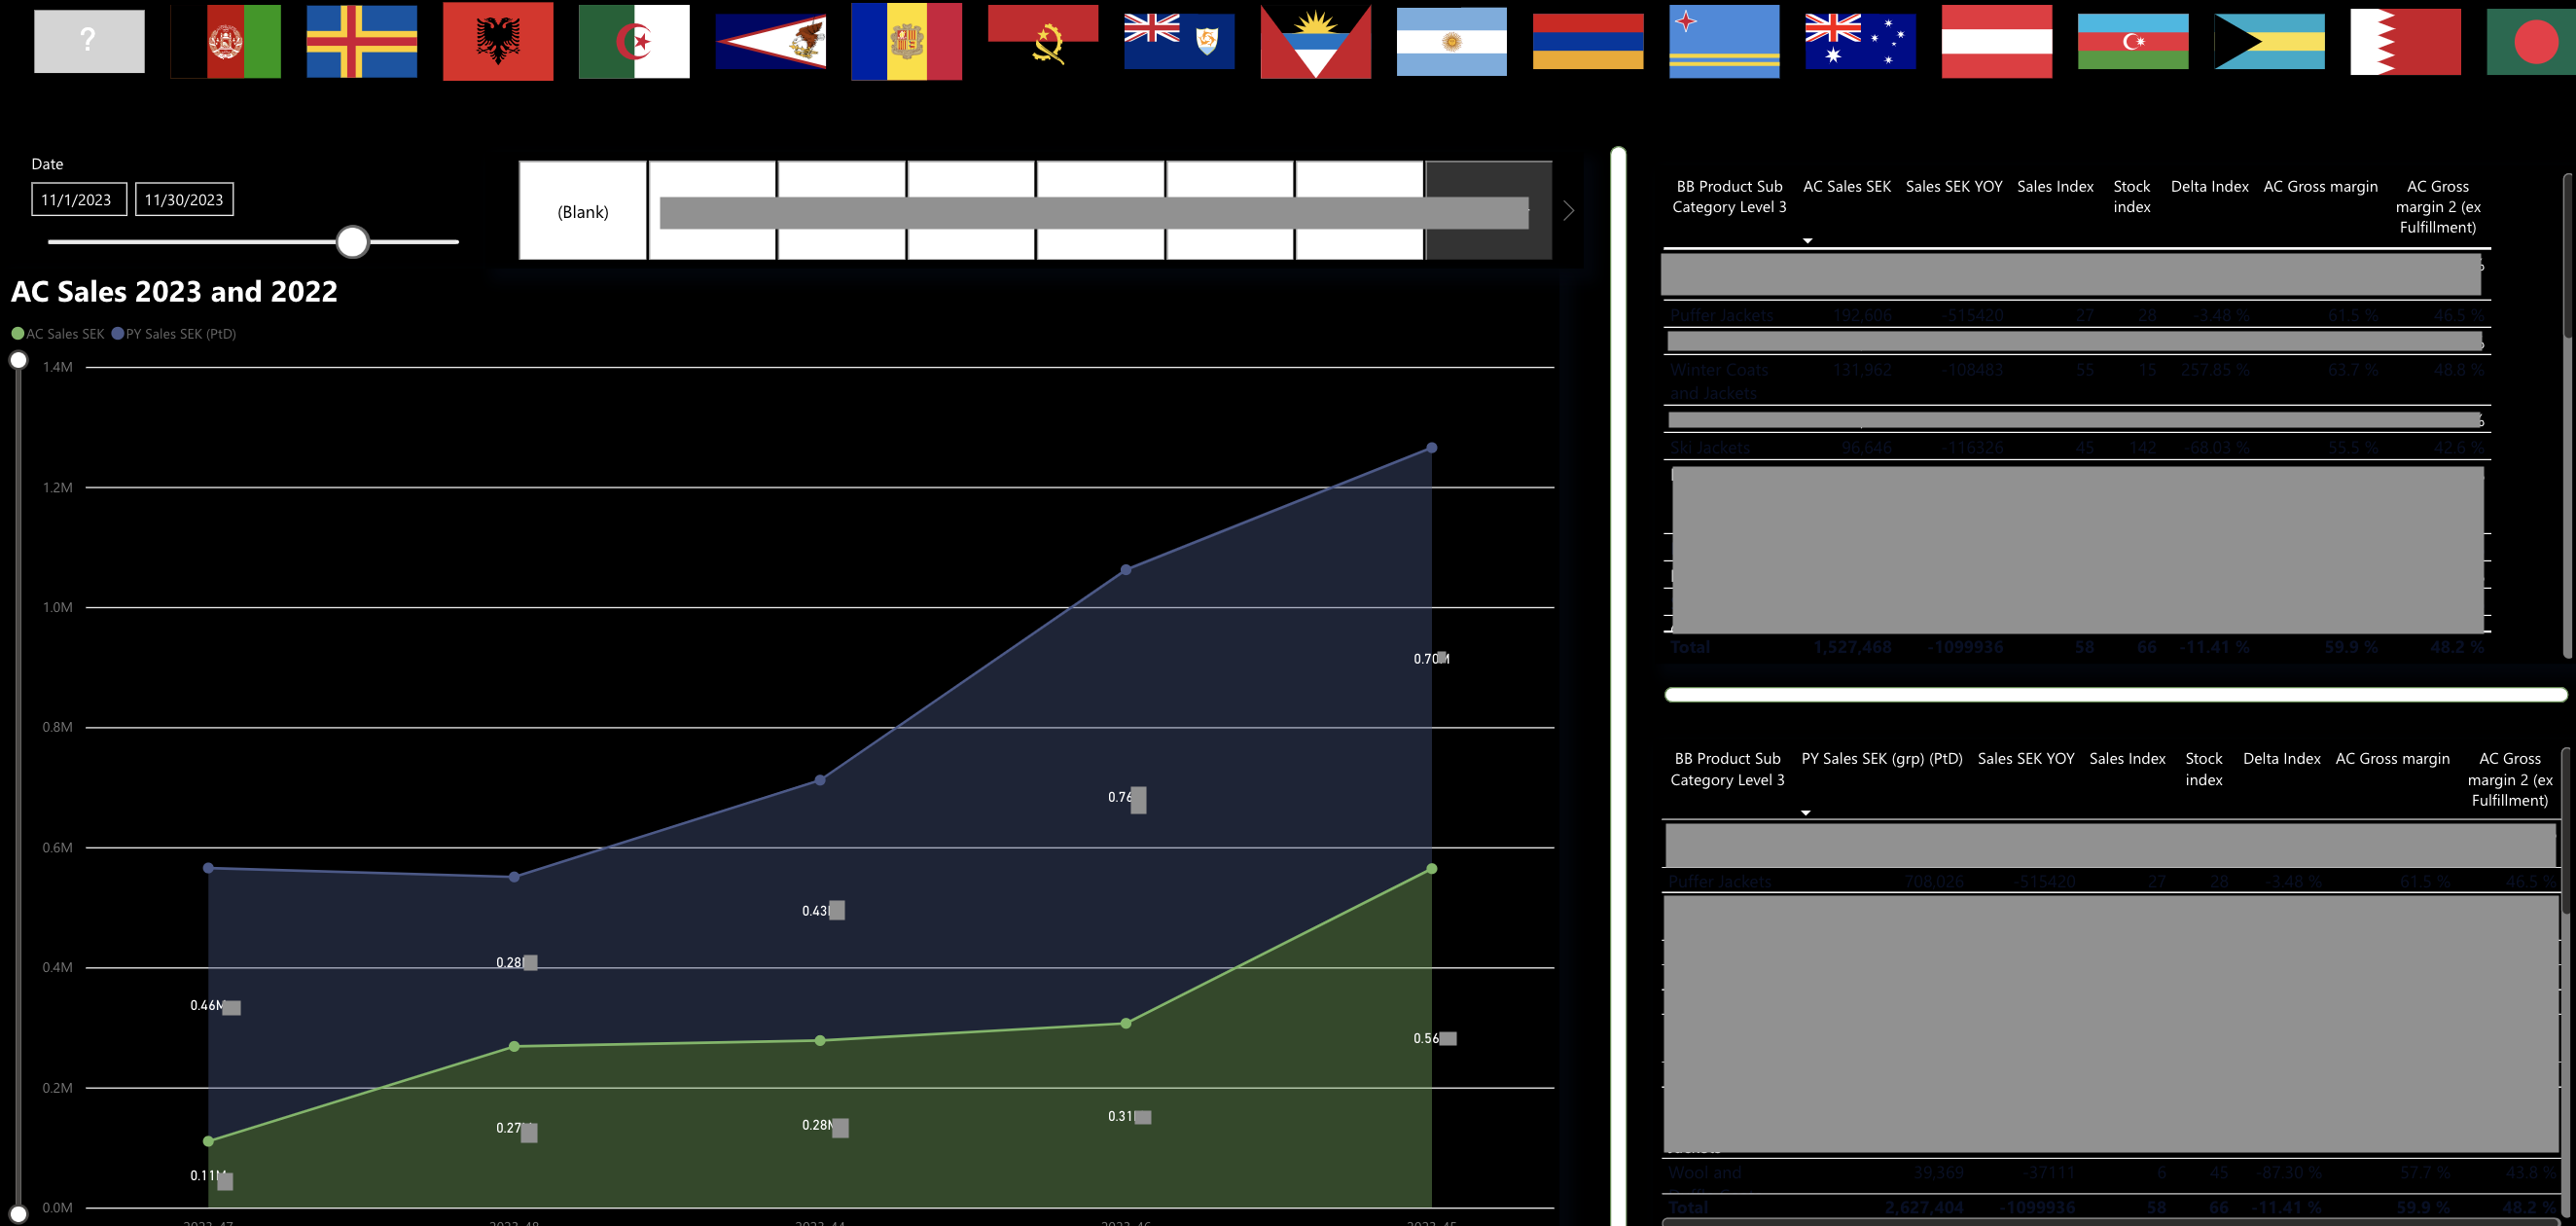 ?
Date
11/1/2023 11/30/2023
(Blank)
AC Sales 2023 and 2022
AC Sales SEK PY Sales SEK (PtD)
1.4M
1.2M
1.0M
0.8M
0.6M
0.4M
0.2M
0.0M
0.46M
0.28
0.43
0.76
0.70M
0.11M
0.27
0.28M
0.31
0.56
BB Product Sub Category Level 3 AC Sales SEK Sales SEK YOY Sales Index Stock index Delta Index AC Gross margin AC Gross margin 2 (ex Fulfillment)
Puffer Jackets 192,606 -515420 27 28 -3.48 % 61.5 % 46.5 %
Winter Coats and Jackets 131,962 -108483 55 15 257.85 % 63.7 % 48.8 %
Ski Jackets 96,646 -116326 45 142 -68.03 % 55.5 % 42.6 %
Total 1,527,468 -1099936 58 66 -11.41 % 59.9 % 48.2 %
BB Product Sub Category Level 3 PY Sales SEK (grp) (PtD) Sales SEK YOY Sales Index Stock index Delta Index AC Gross margin AC Gross margin 2 (ex Fulfillment)
Puffer Jackets 708,026 -515420 27 28 -3.48 % 61.5 % 46.5 %
Wool and 39,369 -37111 6 45 -87.30 % 57.7 % 43.8 %
Total 2,627,404 -1099936 58 66 -11.41 % 59.9 % 48.2 %